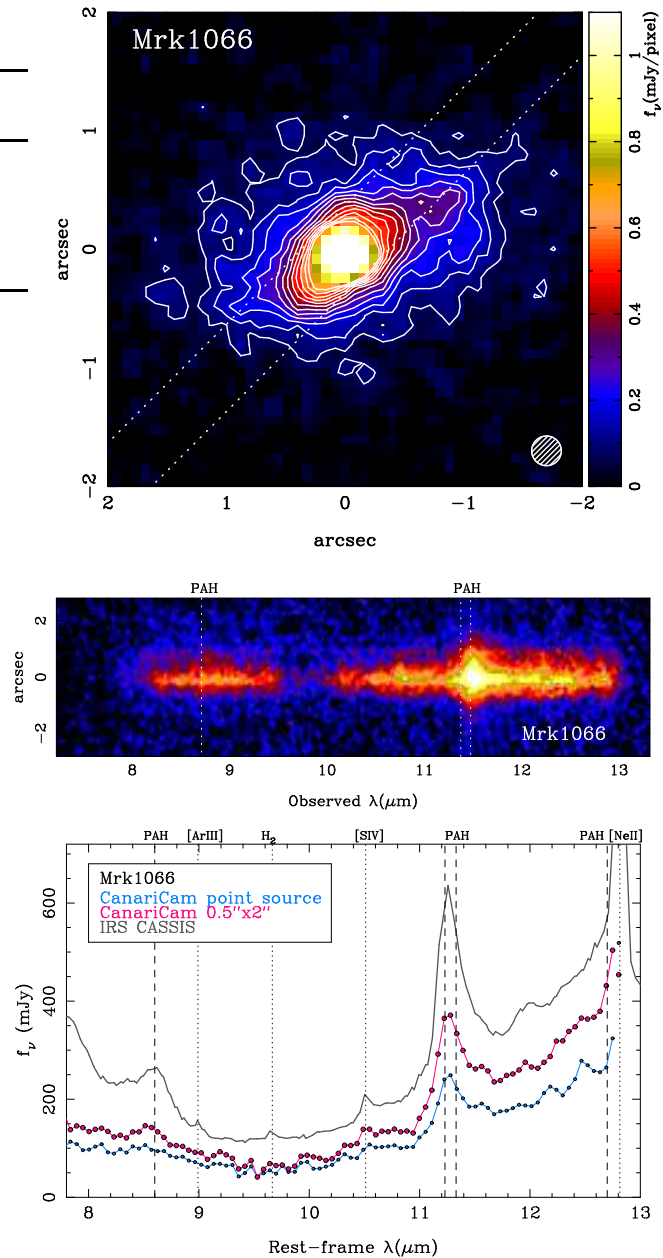 Mrk1066
2
1
0
−1
−2
arcsec
2
1
0
−1
−2
arcsec
1
0.8
0.6
0.4
0.2
0
fν(mJy/pixel)
PAH
PAH
2
0
−2
arcsec
Mrk1066
8
9
10
11
12
13
Observed λ(μm)
PAH
[ArIII]
H2
[SIV]
PAH
PAH
[NeII]
Mrk1066
CanariCam point source
CanariCam 0.5"x2"
IRS CASSIS
600
400
200
0
fν (mJy)
8
9
10
11
12
13
Rest−frame λ(μm)